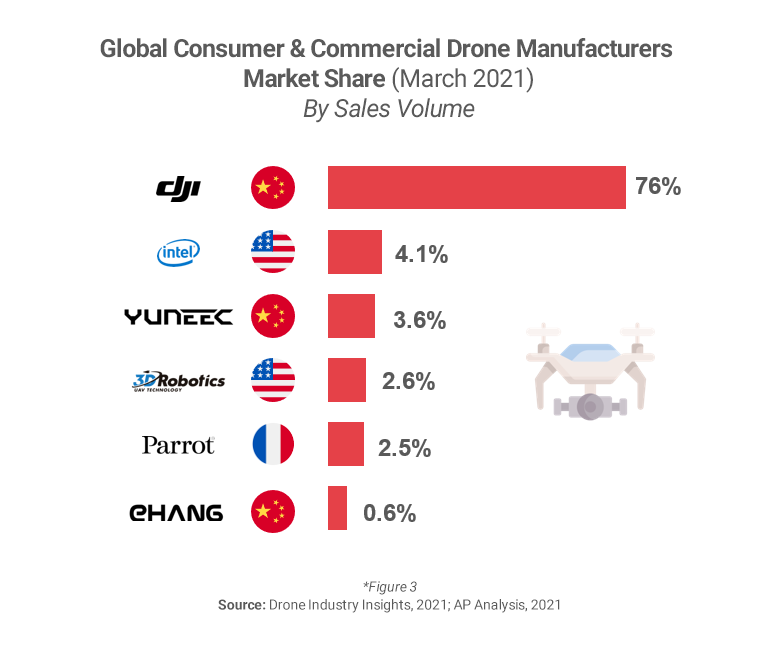 Global Consumer & Commercial Drone Manufacturers
Market Share (March 2021)
By Sales Volume
dji
76%
intel
4.1%
YUNEEC
3.6%
3DRobotics
UAV TECHNOLOGY
2.6%
Parrot
2.5%
eHANG
0.6%
*Figure 3
Source: Drone Industry Insights, 2021; AP Analysis, 2021